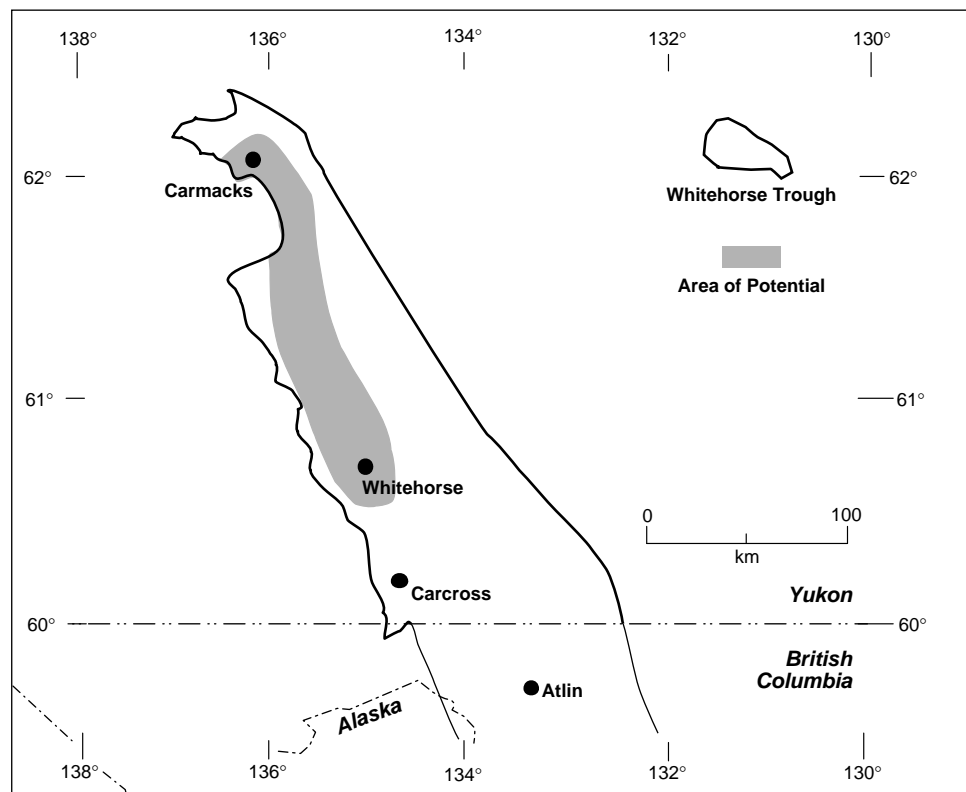 138° 136° 134° 132° 130°
62° 62°
Carmacks
Whitehorse Trough
Area of Potential
61° 61°
Whitehorse
0 100
km
Carcross
Yukon
60° 60°
British
Columbia
Atlin
Alaska
138° 136° 134° 132° 130°